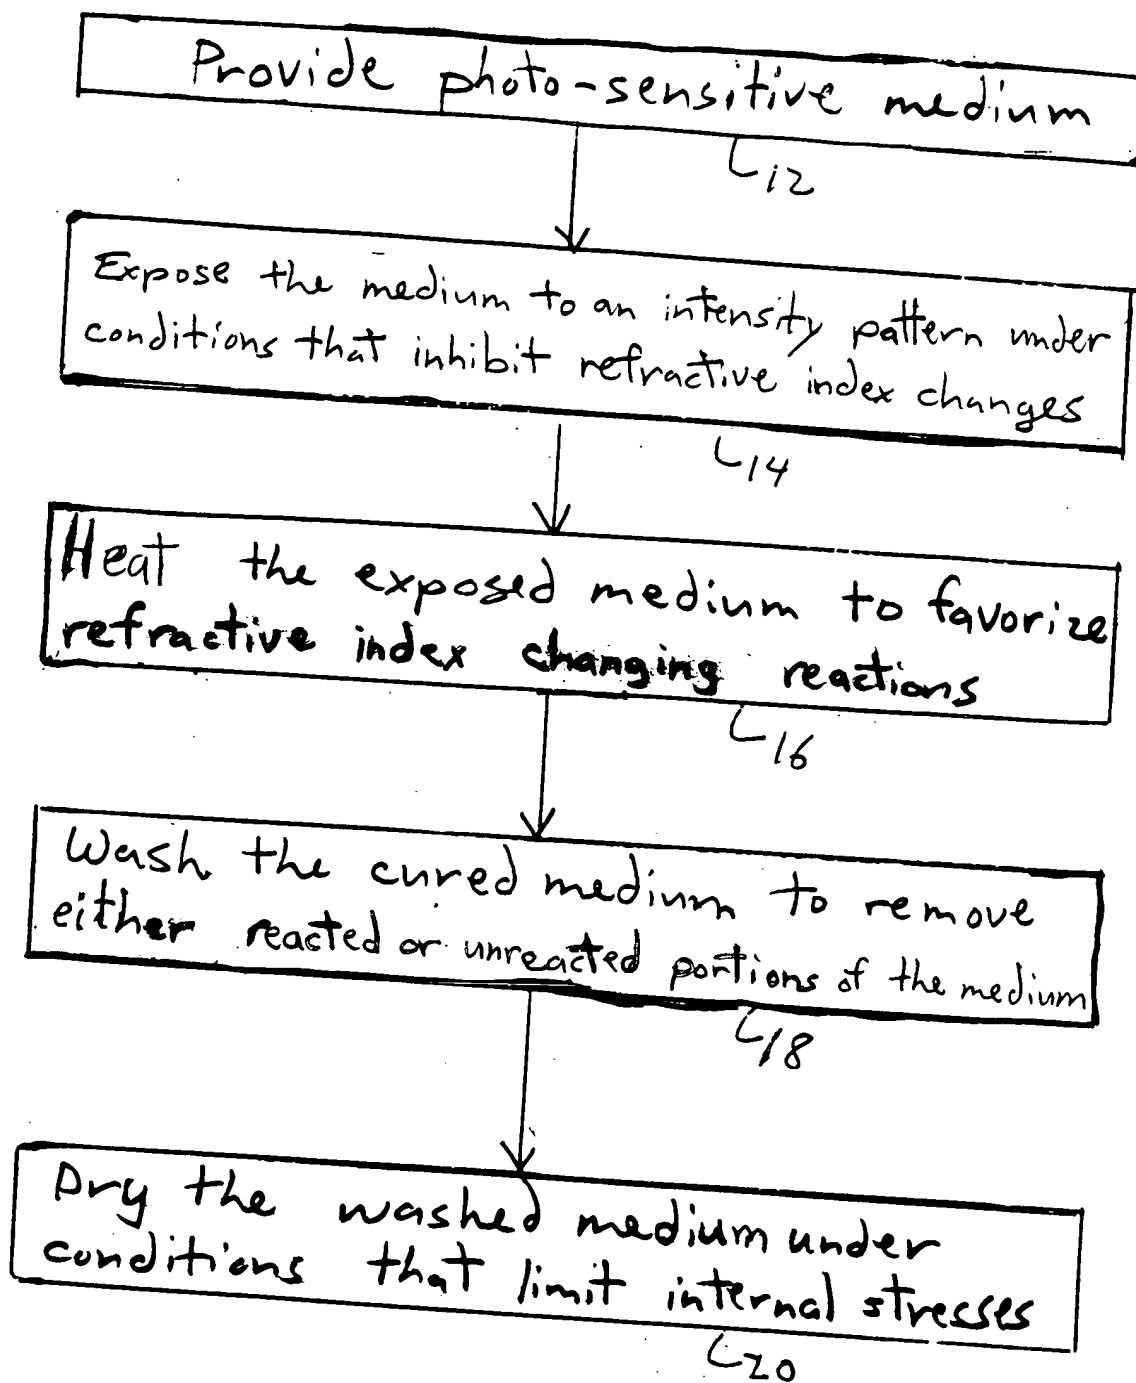 Provide photo-sensitive medium
12
Expose the medium to an intensity pattern under
conditions that inhibit refractive index changes
14
Heat the exposed medium to favorize
refractive index changing reactions
16
Wash the cured medium to remove
either reacted or unreacted portions of the medium
18
Dry the washed medium under
conditions that limit internal stresses
20